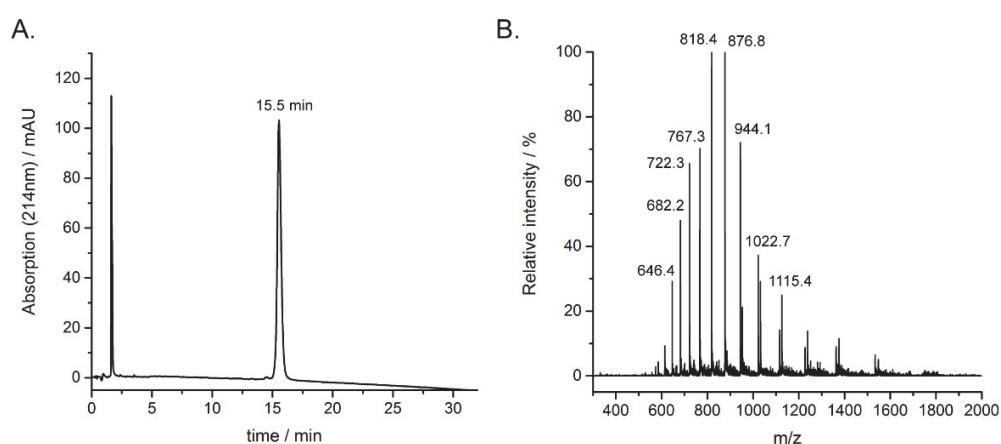 A.
120
100
80
60
40
20
0
Absorption (214nm) / mAU
15.5 min
0 5 10 15 20 25 30
time / min
B.
100
80
60
40
20
0
Relative intensity / %
818.4 876.8
767.3
944.1
722.3
682.2
646.4
1022.7
1115.4
400 600 800 1000 1200 1400 1600 1800 2000
m/z